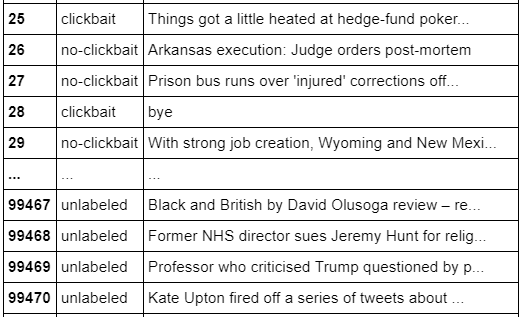 25 clickbait Things got a little heated at hedge-fund poker...
26 no-clickbait Arkansas execution: Judge orders post-mortem
27 no-clickbait Prison bus runs over 'injured' corrections off...
28 clickbait bye
29 no-clickbait With strong job creation, Wyoming and New Mexi...
... ... ...
99467 unlabeled Black and British by David Olusoga review – re...
99468 unlabeled Former NHS director sues Jeremy Hunt for relig...
99469 unlabeled Professor who criticised Trump questioned by p...
99470 unlabeled Kate Upton fired off a series of tweets about ...